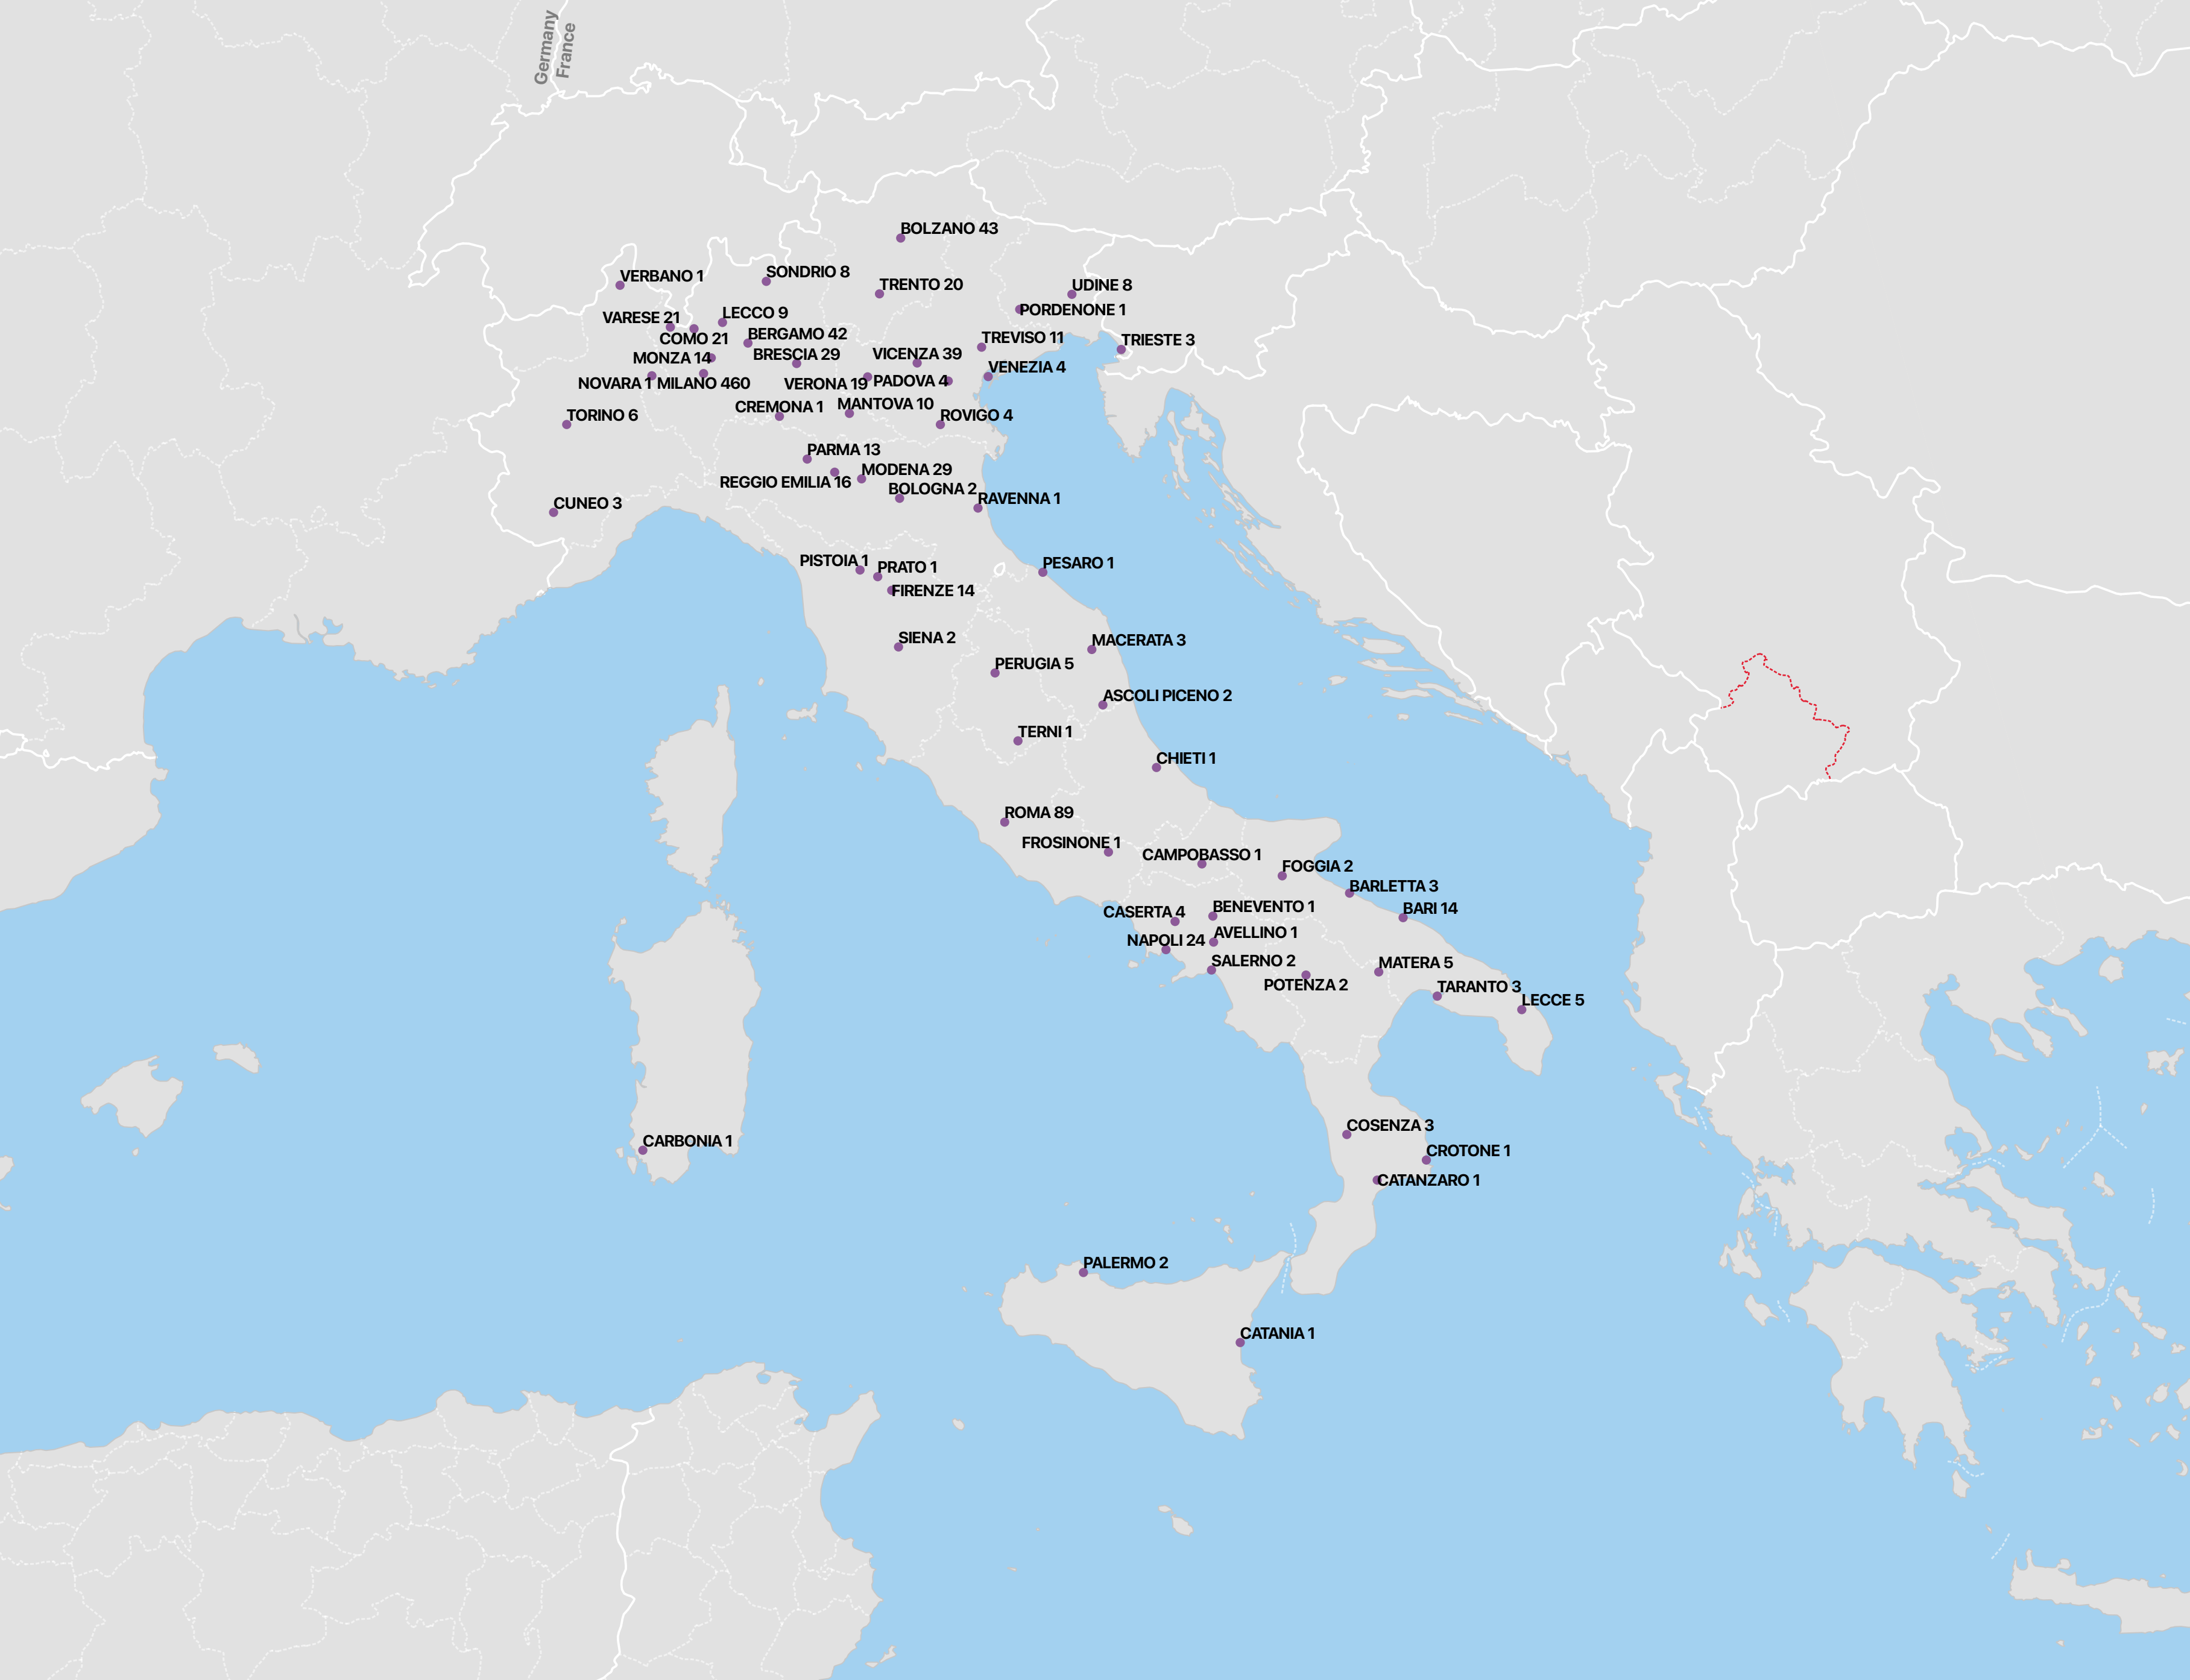 Germany
France
BOLZANO 43
VERBANO 1
SONDRIO 8
TRENTO 20
UDINE 8
PORDENONE 1
VARESE 21
LECCO 9
COMO 21
BERGAMO 42
TREVISO 11
TRIESTE 3
MONZA 14
BRESCIA 29
VICENZA 39
VENEZIA 4
NOVARA 1
MILANO 460
VERONA 19
PADOVA 4
CREMONA 1
MANTOVA 10
TORINO 6
ROVIGO 4
PARMA 13
MODENA 29
REGGIO EMILIA 16
BOLOGNA 2
CUNEO 3
RAVENNA 1
PISTOIA 1
PRATO 1
PESARO 1
FIRENZE 14
SIENA 2
MACERATA 3
PERUGIA 5
ASCOLI PICENO 2
TERNI 1
CHIETI 1
ROMA 89
FROSINONE 1
CAMPOBASSO 1
FOGGIA 2
BARLETTA 3
CASERTA 4
BENEVENTO 1
BARI 14
NAPOLI 24
AVELLINO 1
SALERNO 2
MATERA 5
POTENZA 2
TARANTO 3
LECCE 5
COSENZA 3
CARBONIA 1
CROTONE 1
CATANZARO 1
PALERMO 2
CATANIA 1